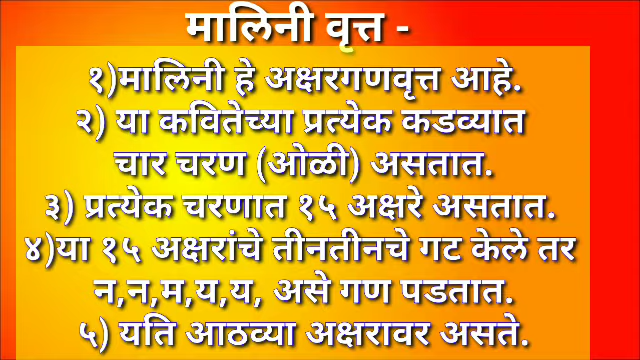 मालिनी वृत्त -
१)मालिनी हे अक्षरगणवृत्त आहे.
२) या कवितेच्या प्रत्येक कडव्यात
चार चरण (ओळी) असतात.
३) प्रत्येक चरणात १५ अक्षरे असतात.
४)या १५ अक्षरांचे तीनतीनचे गट केले तर
न,न,म,य,य, असे गण पडतात.
५) यति आठव्या अक्षरावर असते.